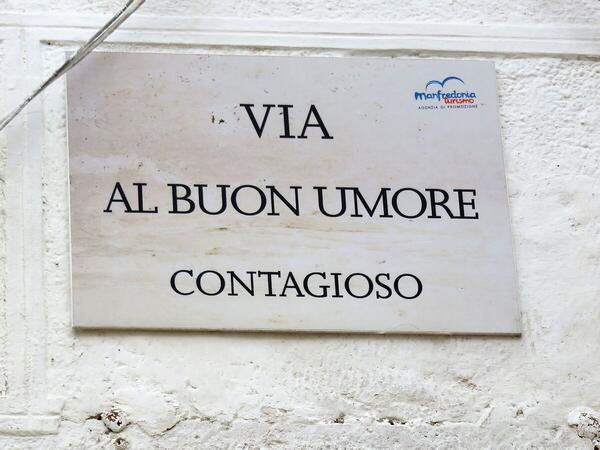 Manfredonia
turismo
AGENZIA DI PROMOZIONE
VIA
AL BUON UMORE
CONTAGIOSO